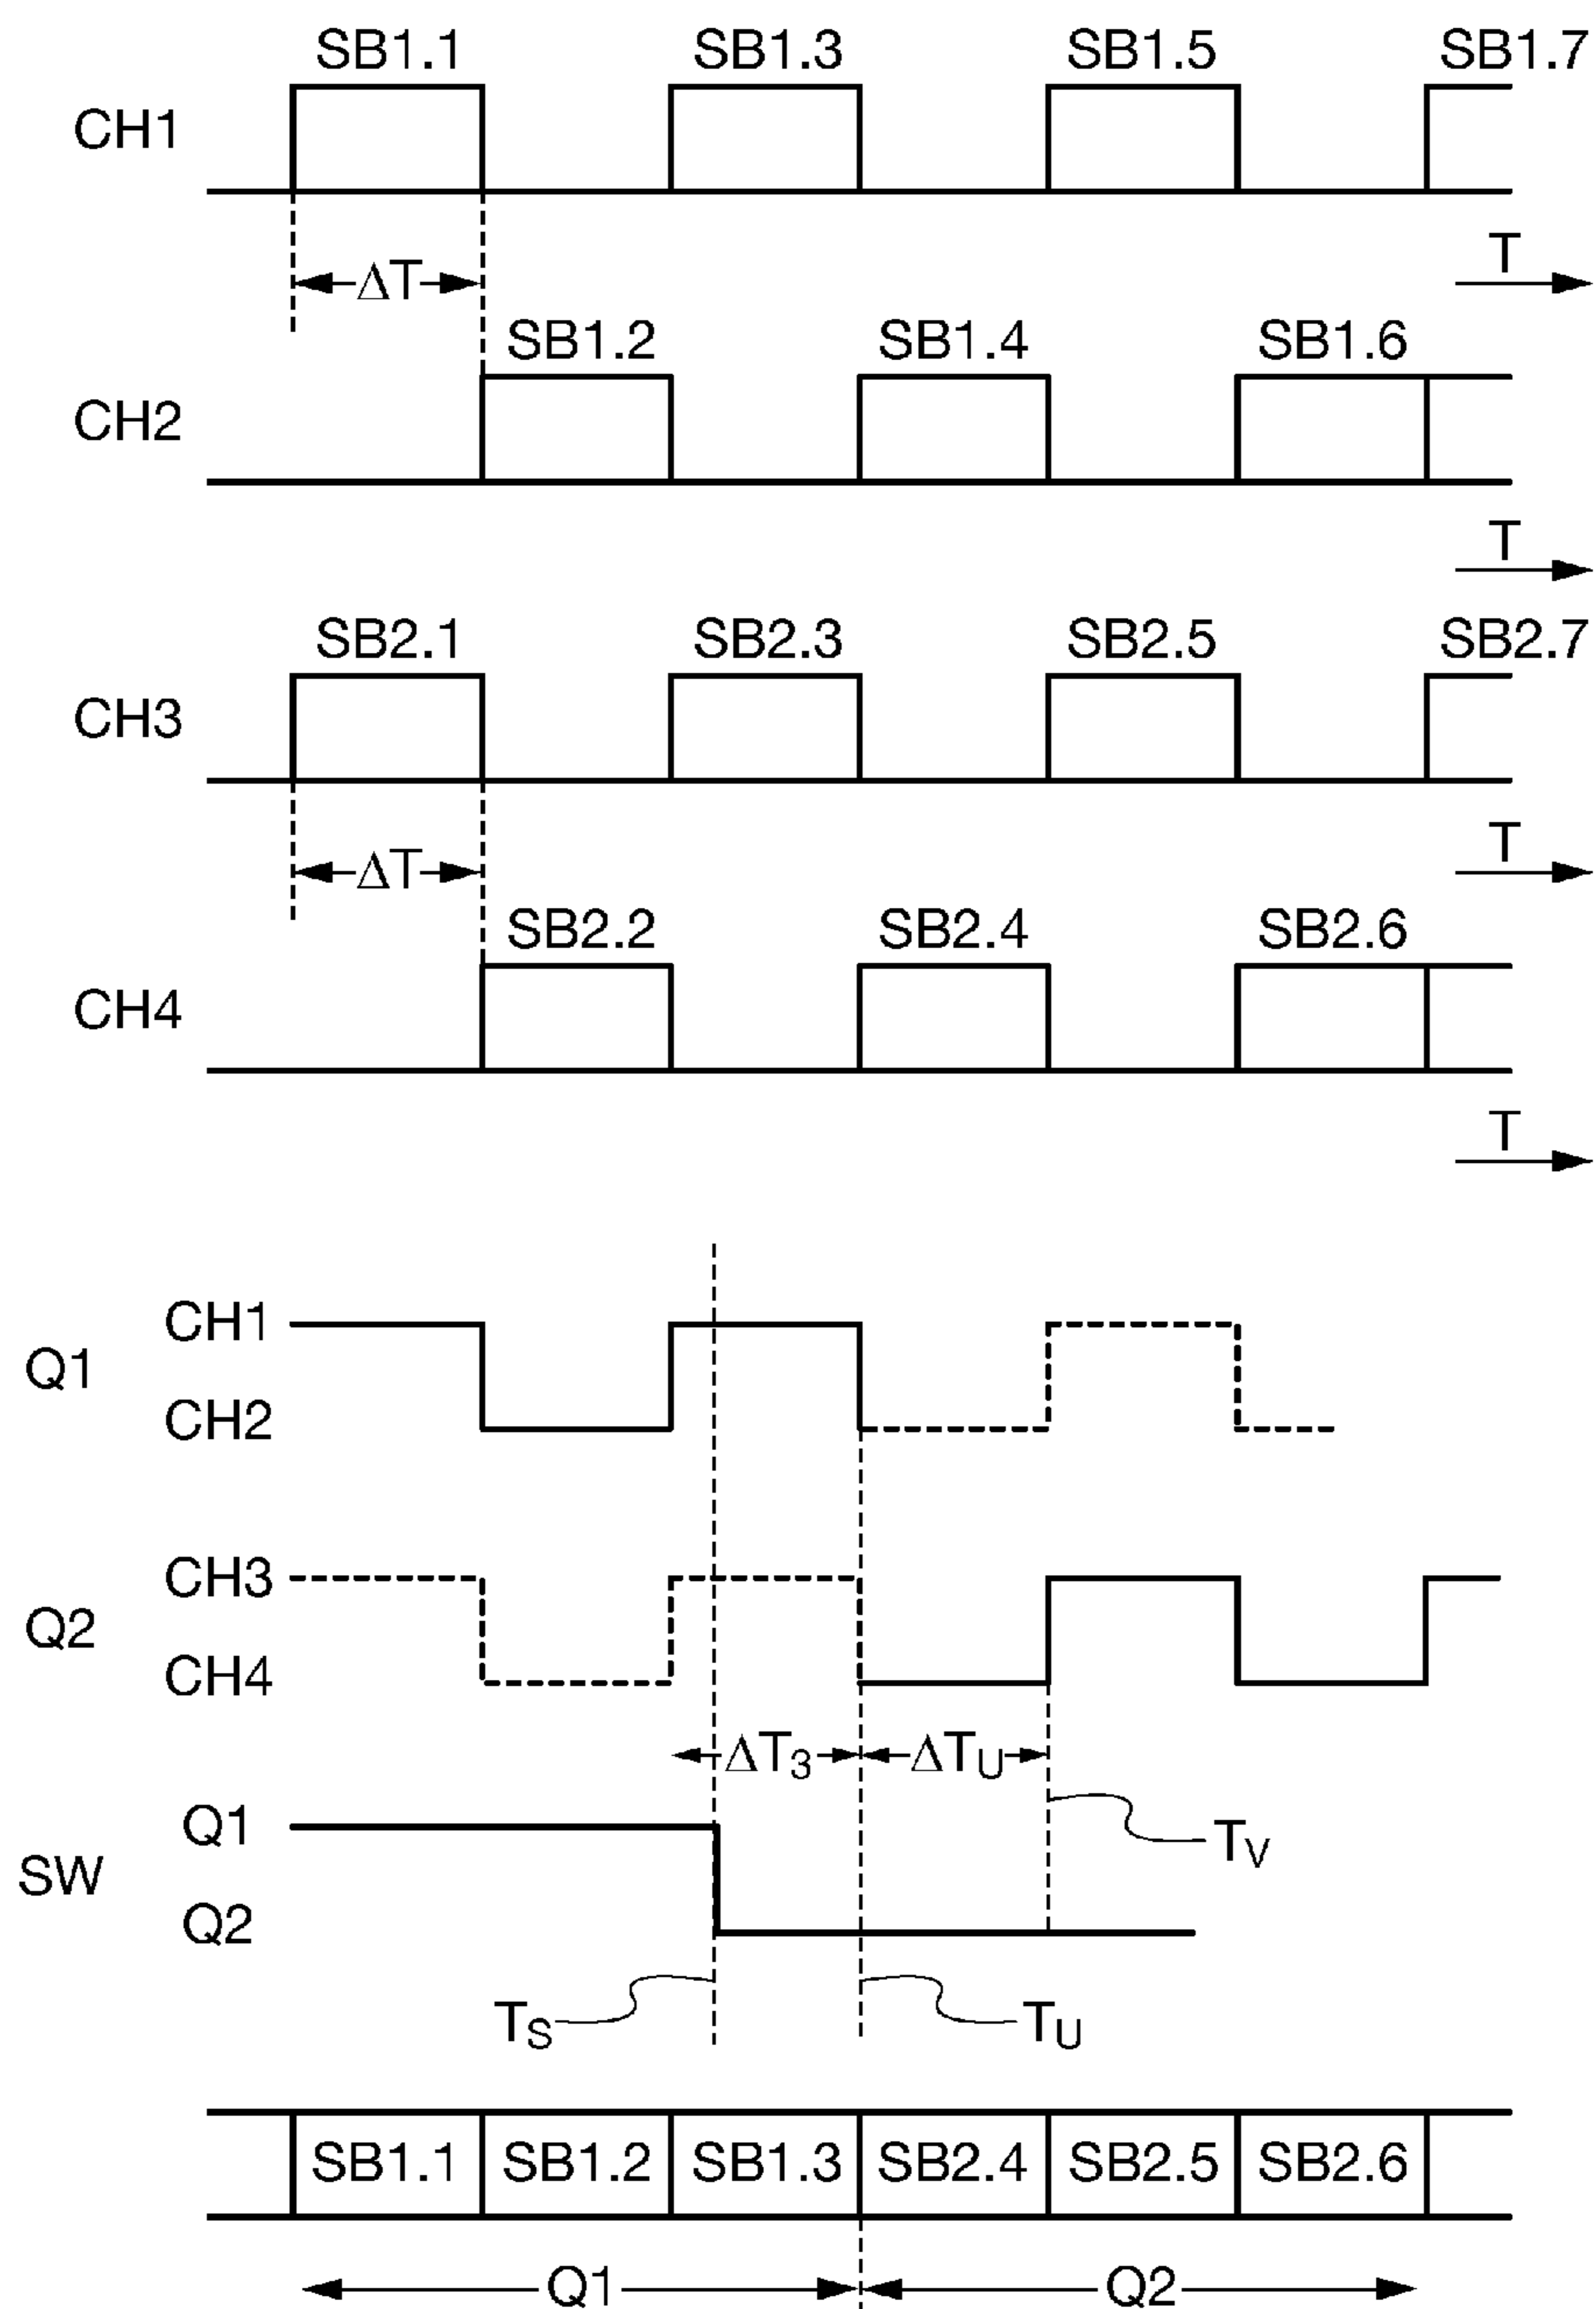 SB1.1 SB1.3 SB1.5 SB1.7
CH1
T
ΔT
SB1.2 SB1.4 SB1.6
CH2
T
SB2.1 SB2.3 SB2.5 SB2.7
CH3
T
ΔT
SB2.2 SB2.4 SB2.6
CH4
T
CH1
Q1
CH2
CH3
Q2
CH4
ΔT3 ΔTU
Q1
TV
SW
Q2
TS TU
SB1.1 SB1.2 SB1.3 SB2.4 SB2.5 SB2.6
Q1 Q2